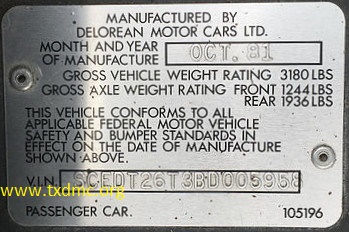 MANUFACTURED BY
DELOREAN MOTOR CARS LTD.
MONTH AND YEAR
OF MANUFACTURE OCT. 81
GROSS VEHICLE WEIGHT RATING 3180 LBS
GROSS AXLE WEIGHT RATING FRONT 1244 LBS
REAR 1936 LBS
THIS VEHICLE CONFORMS TO ALL
APPLICABLE FEDERAL MOTOR VEHICLE
SAFETY AND BUMPER STANDARDS IN
EFFECT ON THE DATE OF MANUFACTURE
SHOWN ABOVE.
V.I.N. SCEDT26T3BD005958
www.txdmc.org
PASSENGER CAR. 105196